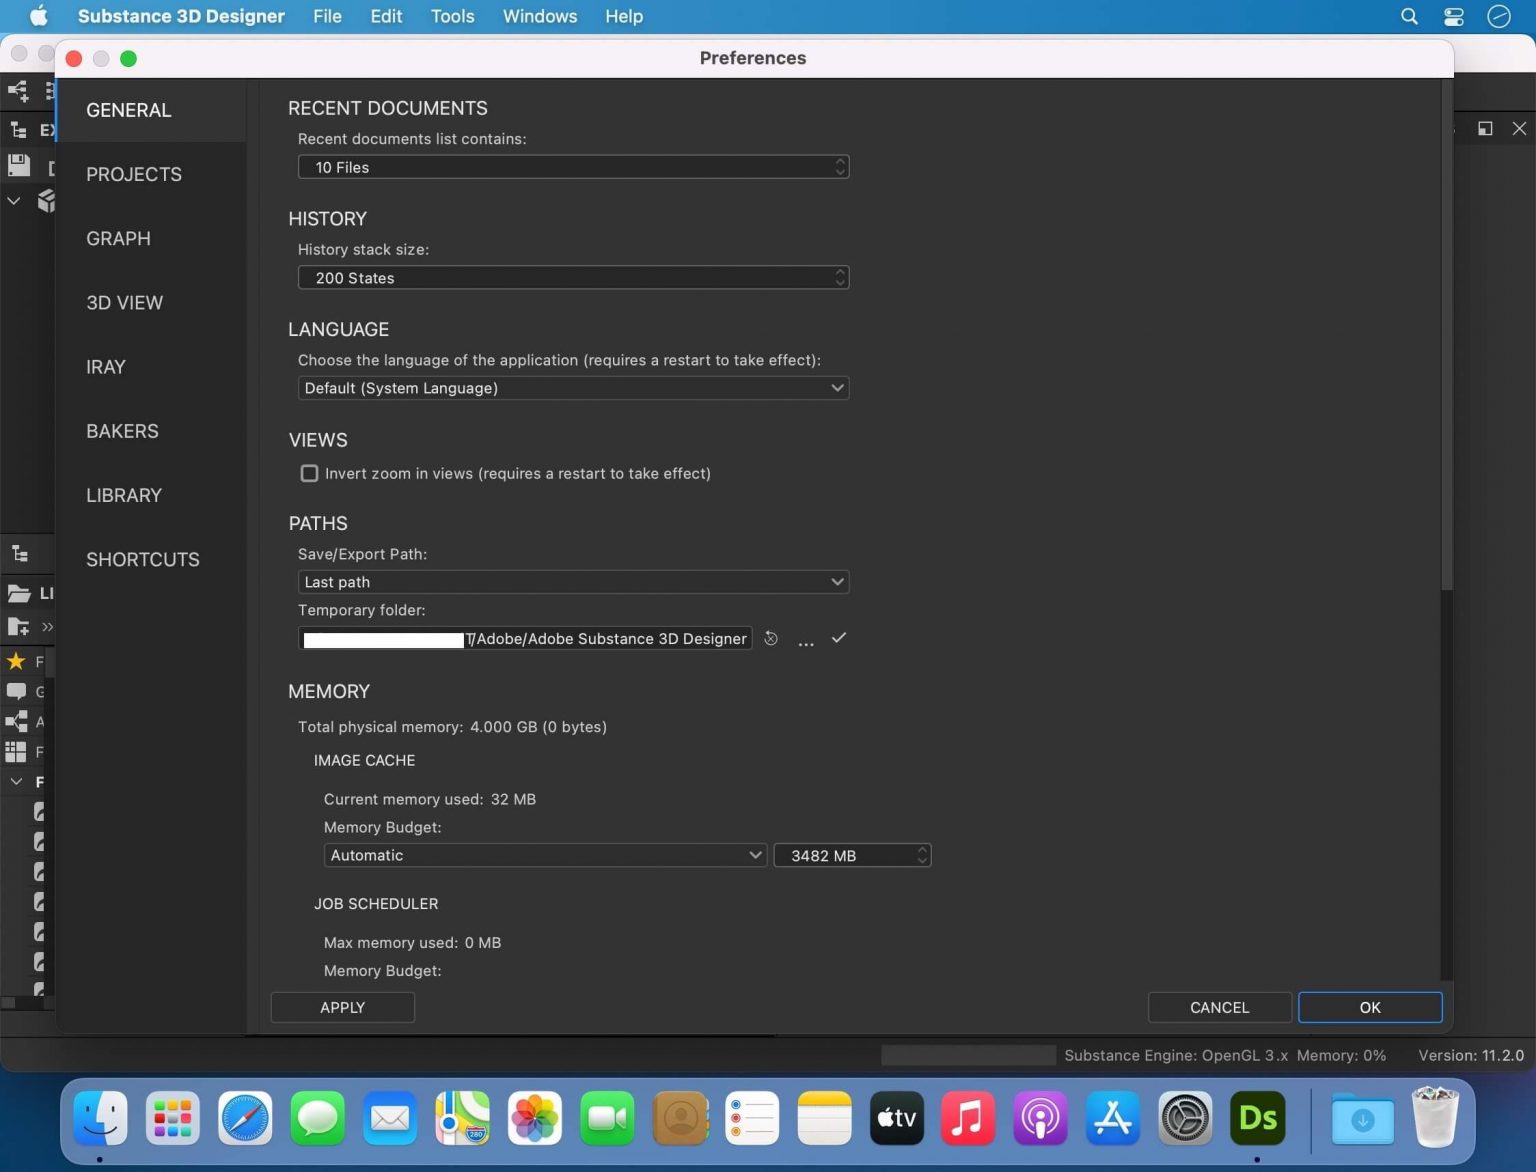 Substance 3D Designer File Edit Tools Windows Help
Preferences
GENERAL
PROJECTS
GRAPH
3D VIEW
IRAY
BAKERS
LIBRARY
SHORTCUTS
RECENT DOCUMENTS
Recent documents list contains:
10 Files
HISTORY
History stack size:
200 States
LANGUAGE
Choose the language of the application (requires a restart to take effect):
Default (System Language)
VIEWS
Invert zoom in views (requires a restart to take effect)
PATHS
Save/Export Path:
Last path
Temporary folder:
T/Adobe/Adobe Substance 3D Designer
...
MEMORY
Total physical memory: 4.000 GB (0 bytes)
IMAGE CACHE
Current memory used: 32 MB
Memory Budget:
Automatic 3482 MB
JOB SCHEDULER
Max memory used: 0 MB
Memory Budget:
APPLY CANCEL OK
EX
LI
F
G
A
F
F
Substance Engine: OpenGL 3.x Memory: 0% Version: 11.2.0
280
tv
Ds